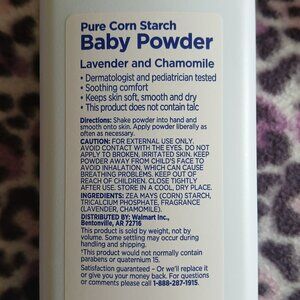 Pure Corn Starch
Baby Powder
Lavender and Chamomile
• Dermatologist and pediatrician tested
• Soothing comfort
• Keeps skin soft, smooth and dry
• This product does not contain talc
Directions: Shake powder into hand and
smooth onto skin. Apply powder liberally as
often as necessary.
CAUTION: FOR EXTERNAL USE ONLY.
AVOID CONTACT WITH THE EYES. DO NOT
APPLY TO BROKEN, IRRITATED SKIN. KEEP
POWDER AWAY FROM CHILD'S FACE TO
AVOID INHALATION, WHICH CAN CAUSE
BREATHING PROBLEMS. KEEP OUT OF
REACH OF CHILDREN. CLOSE TIGHTLY
AFTER USE. STORE IN A COOL, DRY PLACE.
INGREDIENTS: ZEA MAYS (CORN) STARCH,
TRICALCIUM PHOSPHATE, FRAGRANCE
(LAVENDER, CHAMOMILE).
DISTRIBUTED BY: Walmart Inc.,
Bentonville, AR 72716
This product is sold by weight, not by
volume. Some settling may occur during
handling and shipping.
*This product would not normally contain
parabens or quaternium 15.
Satisfaction guaranteed – Or we'll replace it
or give you your money back. For questions
or comments please call 1-888-287-1915.